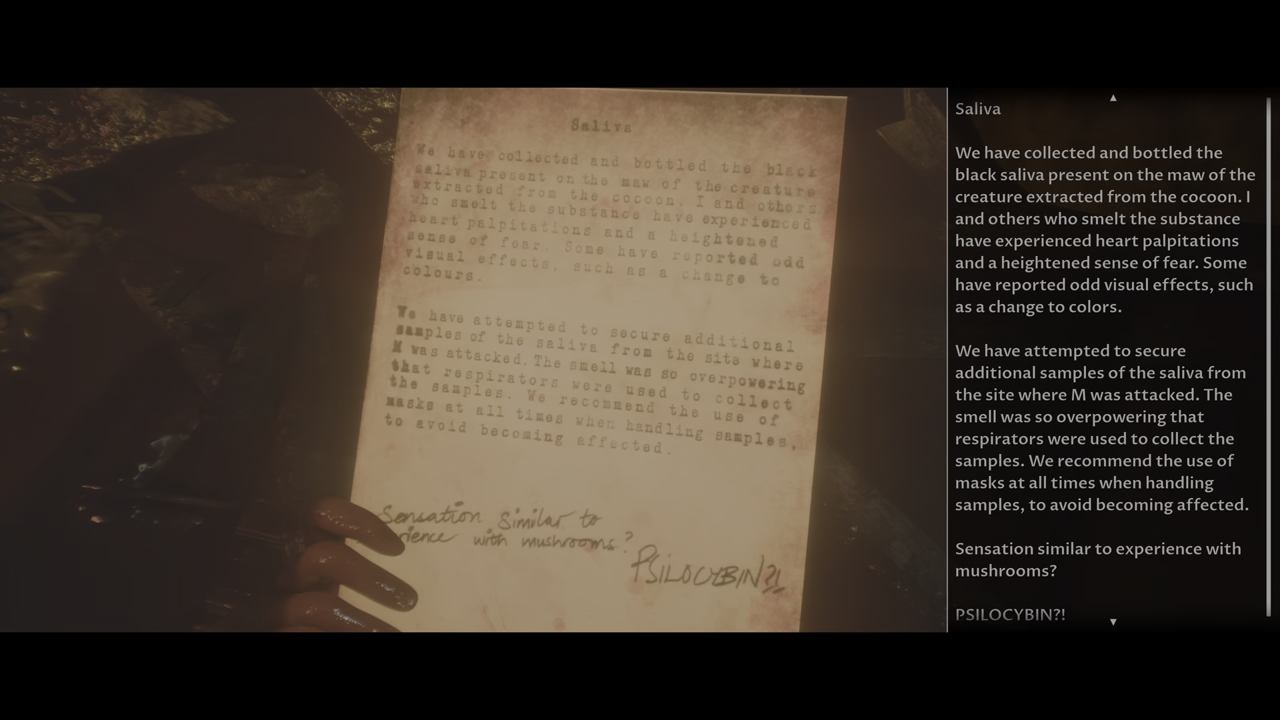 Saliva
We have collected and bottled the black
saliva present on the maw of the creature
extracted from the cocoon. I and others
who smelt the substance have experienced
heart palpitations and a heightened
sense of fear. Some have reported odd
visual effects, such as a change to
colours.
We have attempted to secure additional
samples of the saliva from the site where
M was attacked. The smell was so overpowering
that respirators were used to collect
the samples. We recommend the use of
masks at all times when handling samples,
to avoid becoming affected.
Sensation Similar to
rience with mushrooms?
PSILOCYBIN?!
Saliva
We have collected and bottled the
black saliva present on the maw of the
creature extracted from the cocoon. I
and others who smelt the substance
have experienced heart palpitations
and a heightened sense of fear. Some
have reported odd visual effects, such
as a change to colors.
We have attempted to secure
additional samples of the saliva from
the site where M was attacked. The
smell was so overpowering that
respirators were used to collect the
samples. We recommend the use of
masks at all times when handling
samples, to avoid becoming affected.
Sensation similar to experience with
mushrooms?
PSILOCYBIN?!